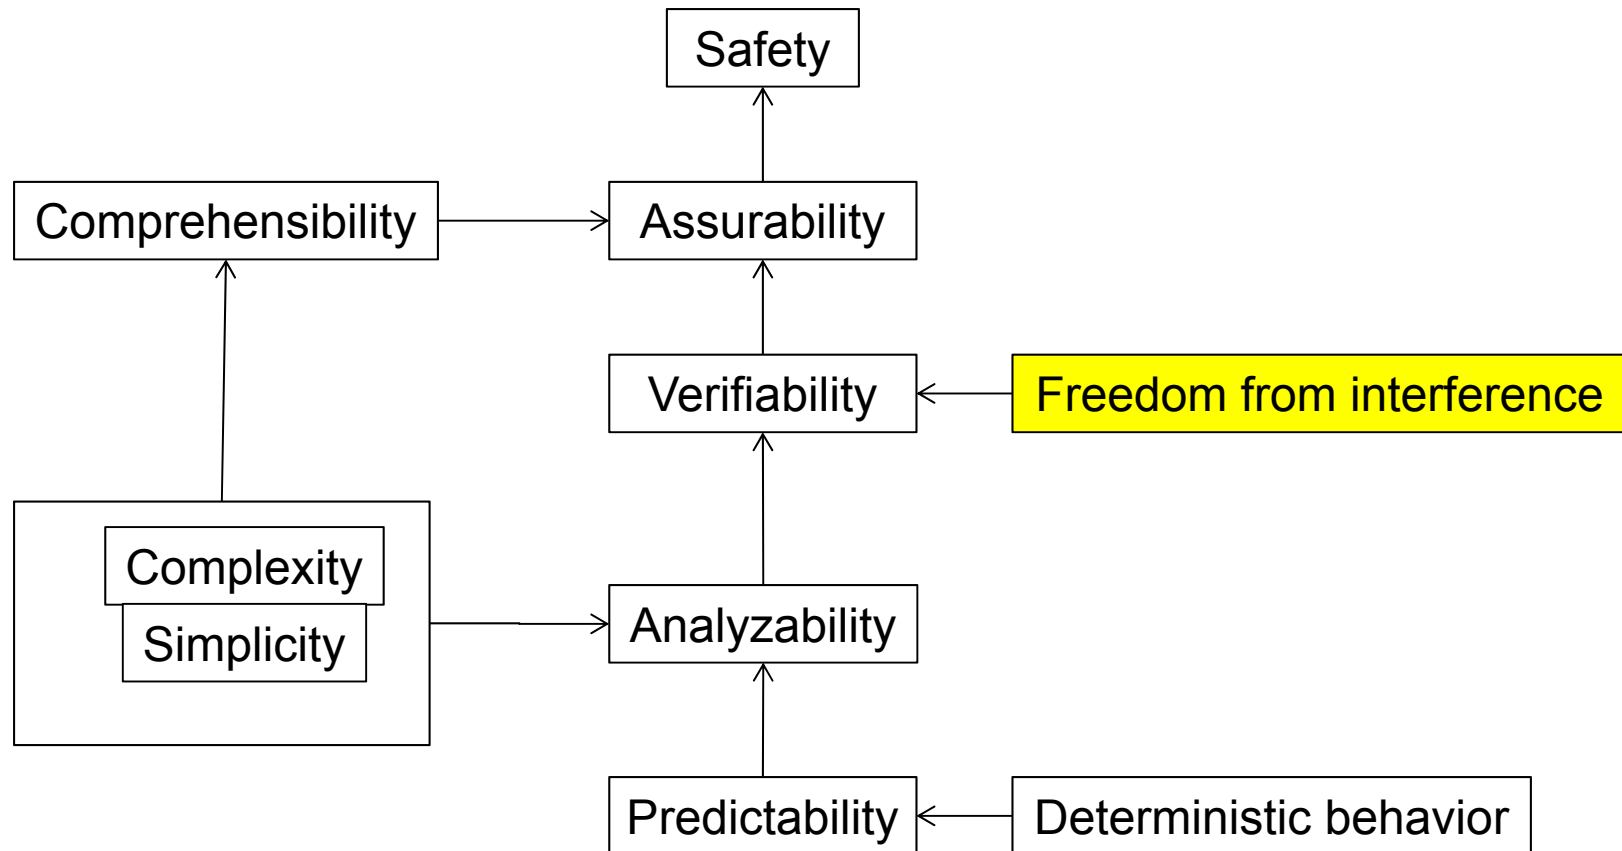 Safety
Comprehensibility
Assurability
Verifiability
Freedom from interference
Complexity
Simplicity
Analyzability
Predictability
Deterministic behavior